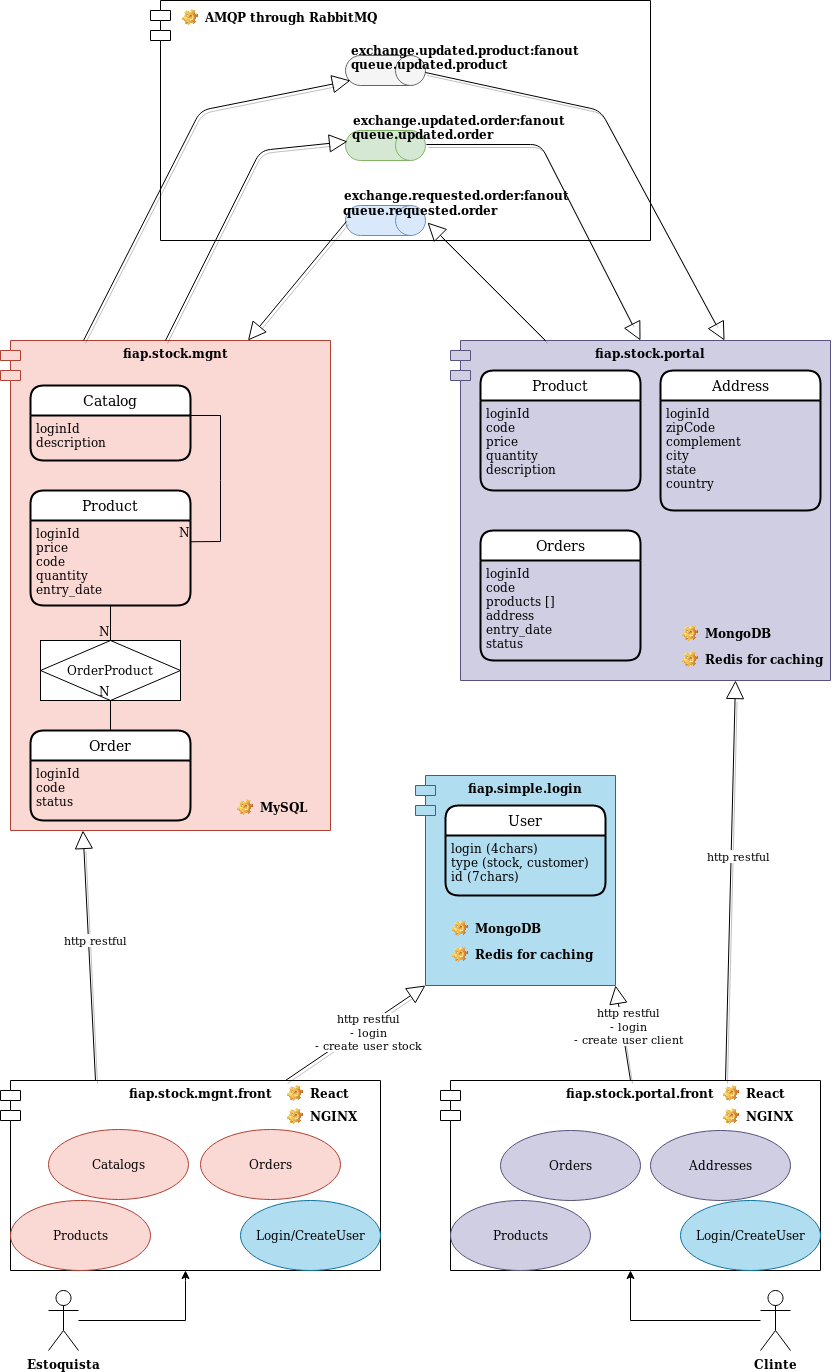 AMQP through RabbitMQ
exchange.updated.product:fanout
queue.updated.product
exchange.updated.order:fanout
queue.updated.order
exchange.requested.order:fanout
queue.requested.order
fiap.stock.mgnt
Catalog
loginId
description
Product
loginId
price
code
quantity
entry_date
N
N
OrderProduct
N
Order
loginId
code
status
MySQL
fiap.stock.portal
Product
loginId
code
price
quantity
description
Address
loginId
zipCode
complement
city
state
country
Orders
loginId
code
products []
address
entry_date
status
MongoDB
Redis for caching
fiap.simple.login
User
login (4chars)
type (stock, customer)
id (7chars)
MongoDB
Redis for caching
http restful
http restful
http restful
- login
- create user stock
http restful
- login
- create user client
fiap.stock.mgnt.front
React
NGINX
Catalogs
Orders
Products
Login/CreateUser
fiap.stock.portal.front
React
NGINX
Orders
Addresses
Products
Login/CreateUser
Estoquista
Clinte